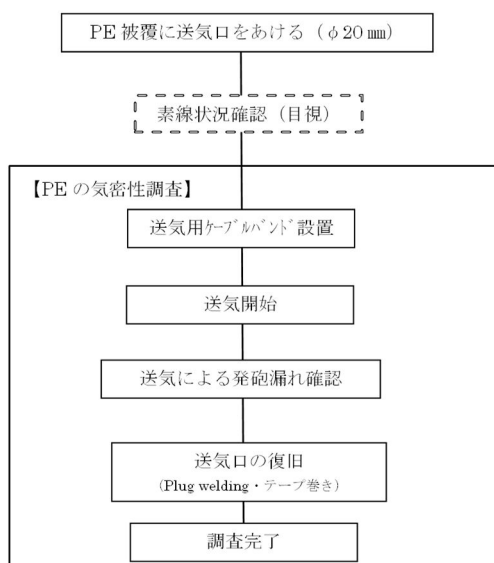 PE 被覆に送気口をあける（φ20 ㎜）
素線状況確認（目視）
【PE の気密性調査】
送気用ｹｰﾌﾞﾙﾊﾞﾝﾄﾞ設置
送気開始
送気による発砲漏れ確認
送気口の復旧
(Plug welding・テープ巻き)
調査完了